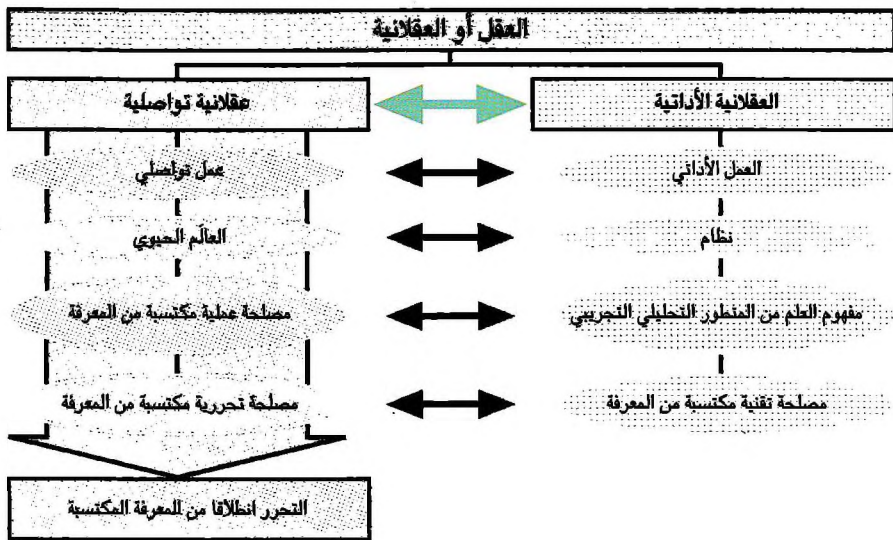 العقل أو العقلانية
العقلانية الأداتية
عقلانية تواصلية
العمل الأداتي
عمل تواصلي
نظام
العالم الحيوي
مفهوم العلم من المنظور التحليلي التجريبي
مصلحة عملية مكتسبة من المعرفة
مصلحة تقنية مكتسبة من المعرفة
مصلحة تحررية مكتسبة من المعرفة
التحرر انطلاقا من المعرفة المكتسبة